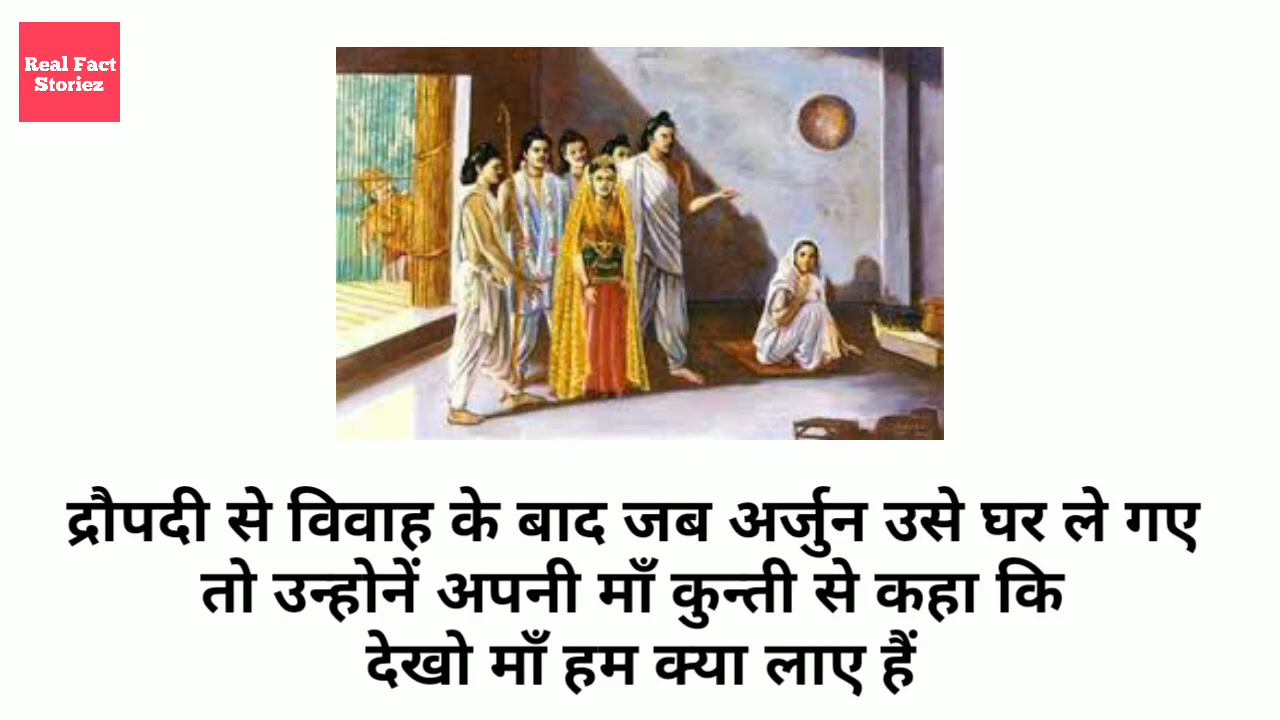 Real Fact
Storiez
द्रौपदी से विवाह के बाद जब अर्जुन उसे घर ले गए
तो उन्होनें अपनी माँ कुन्ती से कहा कि
देखो माँ हम क्या लाए हैं